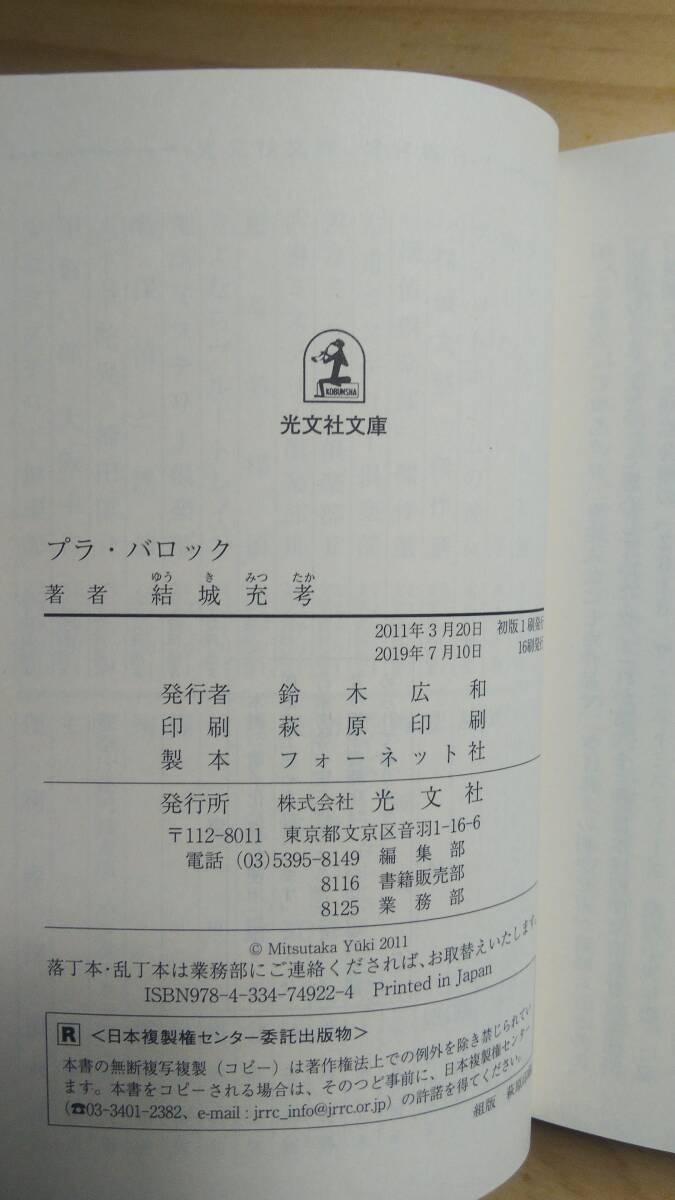 KOBUNSHA
光文社文庫
プラ・バロック
ゆう き みつ たか
著者 結城充考
2011年3月20日 初版1刷発行
2019年7月10日 16刷発行
発行者 鈴木広和
印刷 萩原印刷
製本 フォーネット社
発行所 株式会社 光文社
〒112-8011 東京都文京区音羽1-16-6
電話 (03)5395-8149 編集部
8116 書籍販売部
8125 業務部
© Mitsutaka Yūki 2011
落丁本・乱丁本は業務部にご連絡くだされば、お取替えいたします。
ISBN978-4-334-74922-4 Printed in Japan
R <日本複製権センター委託出版物>
本書の無断複写複製（コピー）は著作権法上での例外を除き禁じられてい
ます。本書をコピーされる場合は、そのつど事前に、日本複製権センター
（☎03-3401-2382、e-mail : jrrc_info@jrrc.or.jp）の許諾を得てください。
組版 萩原印刷